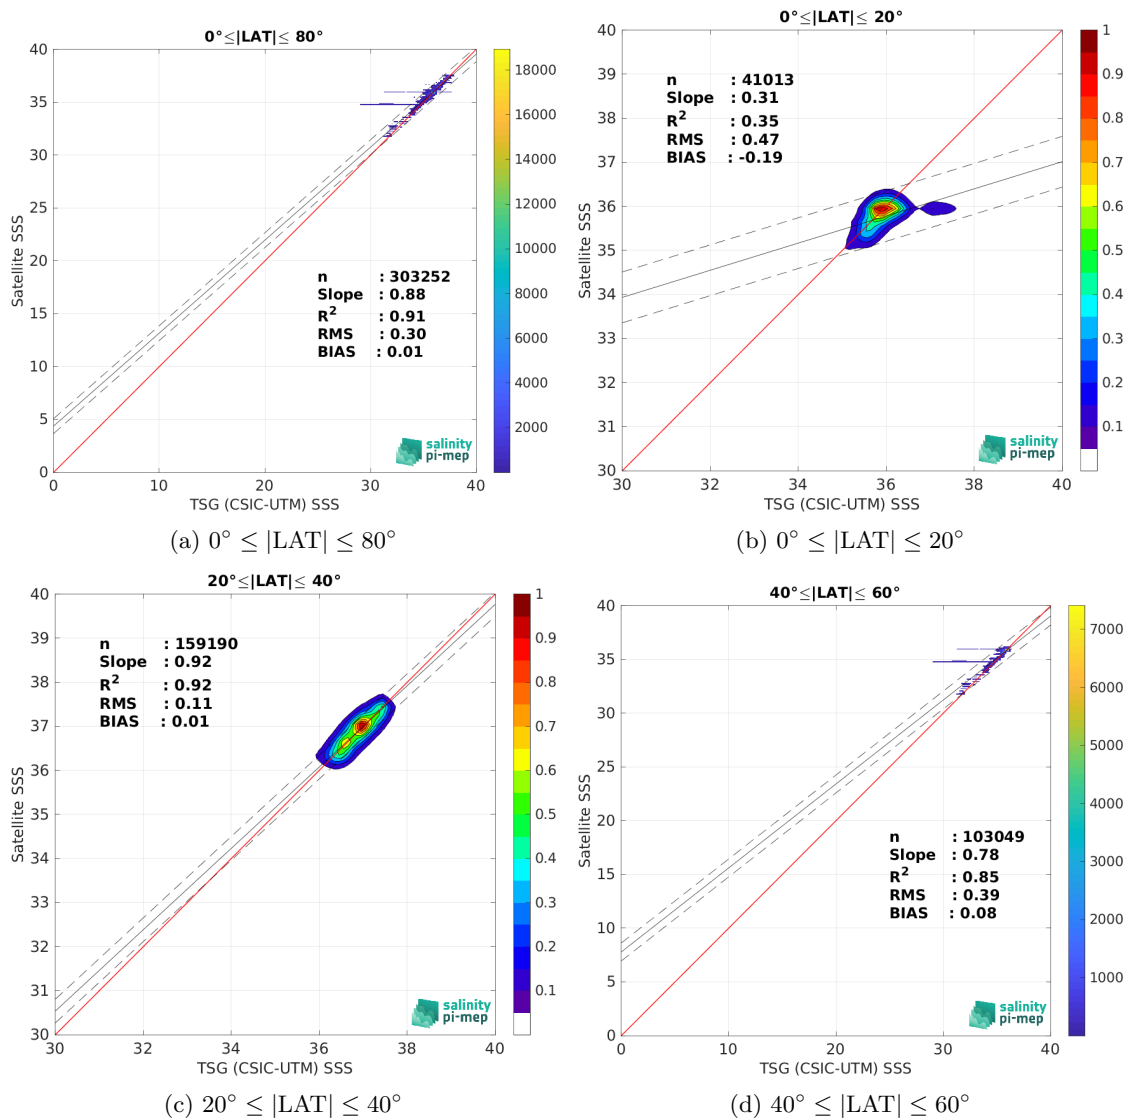 0°≤|LAT|≤ 80°
40
35
30
25
20
15
10
5
0
Satellite SSS
n : 303252
Slope : 0.88
R² : 0.91
RMS : 0.30
BIAS : 0.01
salinity
pi-mep
0 10 20 30 40
TSG (CSIC-UTM) SSS
18000
16000
14000
12000
10000
8000
6000
4000
2000
(a) 0° ≤ |LAT| ≤ 80°
0°≤|LAT|≤ 20°
40
39
38
37
36
35
34
33
32
31
30
Satellite SSS
n : 41013
Slope : 0.31
R² : 0.35
RMS : 0.47
BIAS : -0.19
salinity
pi-mep
30 32 34 36 38 40
TSG (CSIC-UTM) SSS
1
0.9
0.8
0.7
0.6
0.5
0.4
0.3
0.2
0.1
(b) 0° ≤ |LAT| ≤ 20°
20°≤|LAT|≤ 40°
40
39
38
37
36
35
34
33
32
31
30
Satellite SSS
n : 159190
Slope : 0.92
R² : 0.92
RMS : 0.11
BIAS : 0.01
salinity
pi-mep
30 32 34 36 38 40
TSG (CSIC-UTM) SSS
1
0.9
0.8
0.7
0.6
0.5
0.4
0.3
0.2
0.1
(c) 20° ≤ |LAT| ≤ 40°
40°≤|LAT|≤ 60°
40
35
30
25
20
15
10
5
0
Satellite SSS
n : 103049
Slope : 0.78
R² : 0.85
RMS : 0.39
BIAS : 0.08
salinity
pi-mep
0 10 20 30 40
TSG (CSIC-UTM) SSS
7000
6000
5000
4000
3000
2000
1000
(d) 40° ≤ |LAT| ≤ 60°